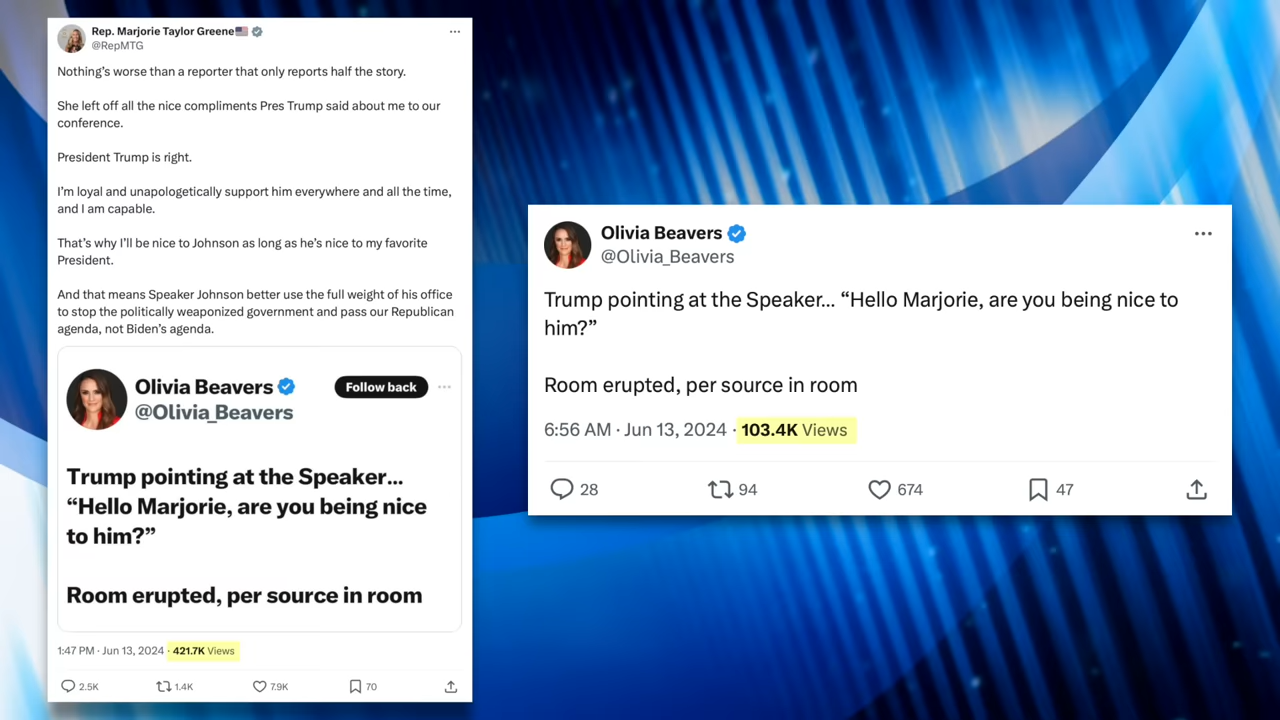 Rep. Marjorie Taylor Greene🇺🇸
@RepMTG
Nothing’s worse than a reporter that only reports half the story.
She left off all the nice compliments Pres Trump said about me to our
conference.
President Trump is right.
I’m loyal and unapologetically support him everywhere and all the time,
and I am capable.
That’s why I’ll be nice to Johnson as long as he’s nice to my favorite
President.
And that means Speaker Johnson better use the full weight of his office
to stop the politically weaponized government and pass our Republican
agenda, not Biden’s agenda.
Olivia Beavers
Follow back
@Olivia_Beavers
Trump pointing at the Speaker...
“Hello Marjorie, are you being nice
to him?”
Room erupted, per source in room
1:47 PM · Jun 13, 2024 · 421.7K Views
2.5K 1.4K 7.9K 70
Olivia Beavers
@Olivia_Beavers
Trump pointing at the Speaker... “Hello Marjorie, are you being nice to
him?”
Room erupted, per source in room
6:56 AM · Jun 13, 2024 · 103.4K Views
28 94 674 47